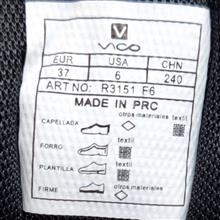 V
VICO
EUR USA CHN
37 6 240
ART NO: R3151 F6
MADE IN PRC
CAPELLADA otros materiales textil
FORRO textil
PLANTILLA textil
FIRME otros materiales